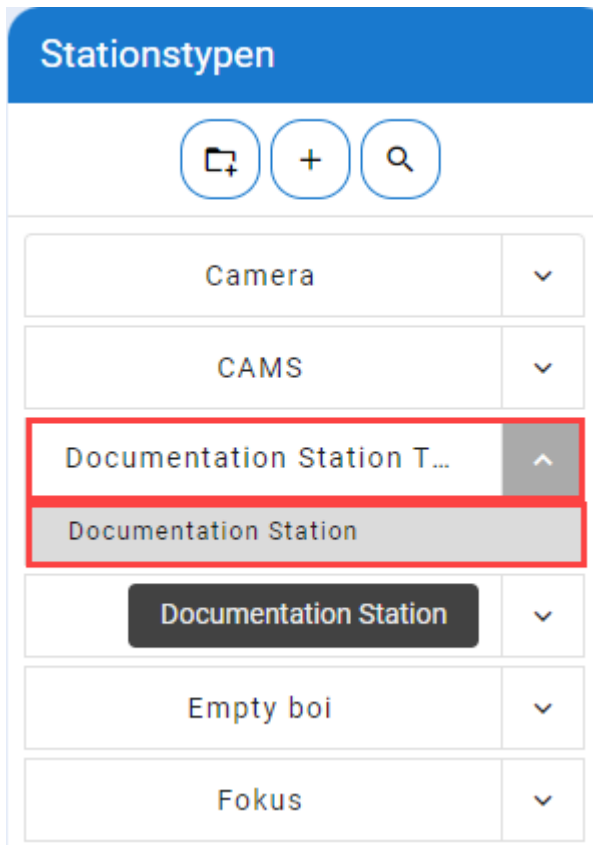 Stationstypen
Camera
CAMS
Documentation Station T...
Documentation Station
Documentation Station
Empty boi
Fokus